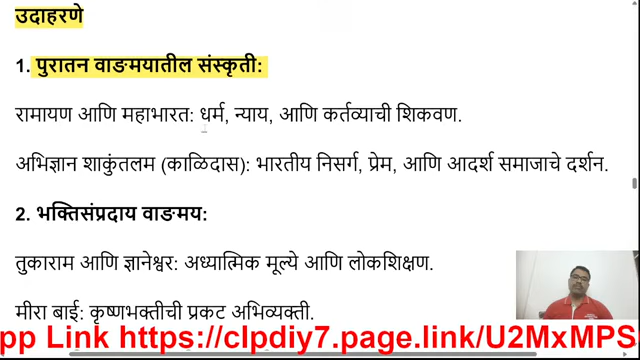 उदाहरणे
1. पुरातन वाङमयातील संस्कृती:
रामायण आणि महाभारत: धर्म, न्याय, आणि कर्तव्याची शिकवण.
अभिज्ञान शाकुंतलम (काळिदास): भारतीय निसर्ग, प्रेम, आणि आदर्श समाजाचे दर्शन.
2. भक्तिसंप्रदाय वाङमय:
तुकाराम आणि ज्ञानेश्वर: अध्यात्मिक मूल्ये आणि लोकशिक्षण.
मीरा बाई: कृष्णभक्तीची प्रकट अभिव्यक्ती.
pp Link https://clpdiy7.page.link/U2MxMPS